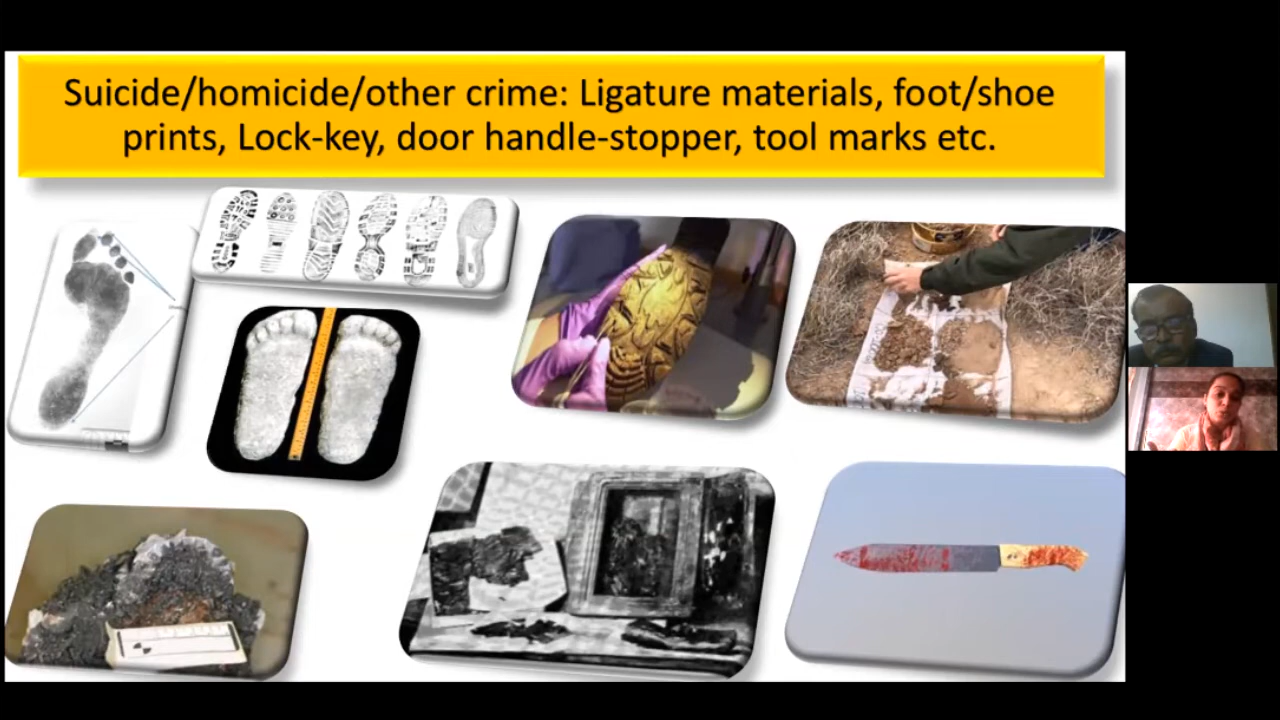 Suicide/homicide/other crime: Ligature materials, foot/shoe
prints, Lock-key, door handle-stopper, tool marks etc.